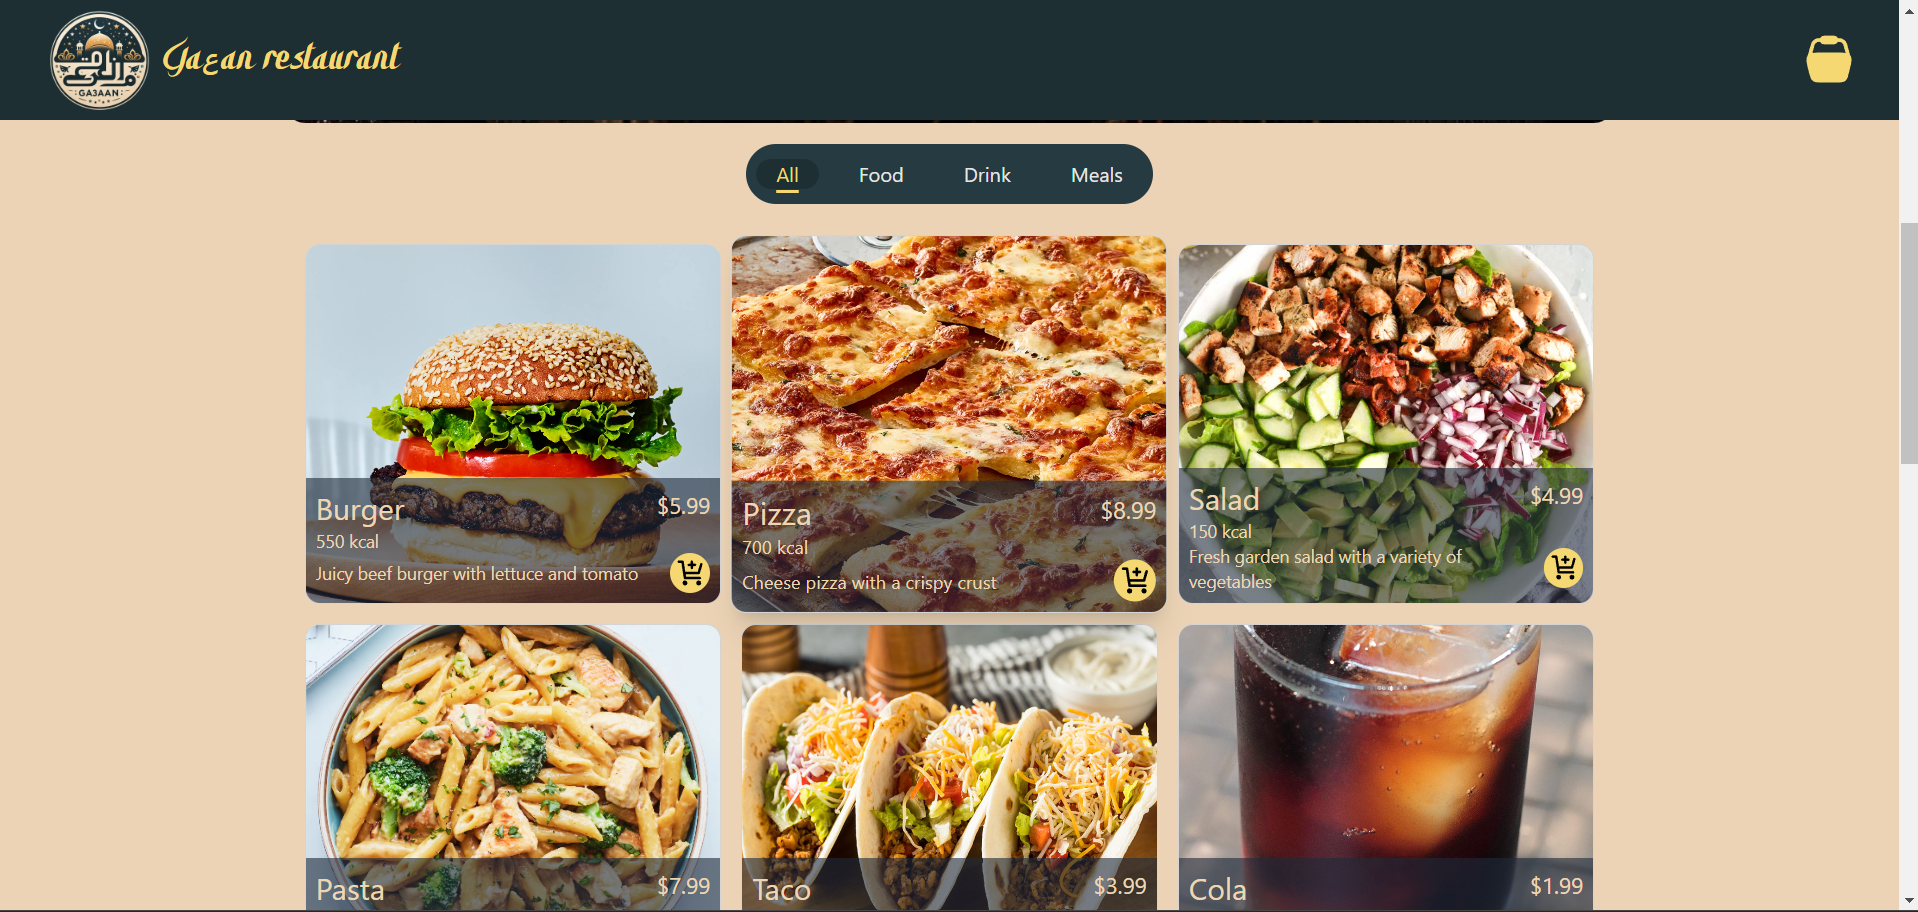 GA3AAN
Gaεan restaurant
All
Food
Drink
Meals
Burger
$5.99
550 kcal
Juicy beef burger with lettuce and tomato
Pizza
$8.99
700 kcal
Cheese pizza with a crispy crust
Salad
$4.99
150 kcal
Fresh garden salad with a variety of
vegetables
Pasta
$7.99
Taco
$3.99
Cola
$1.99